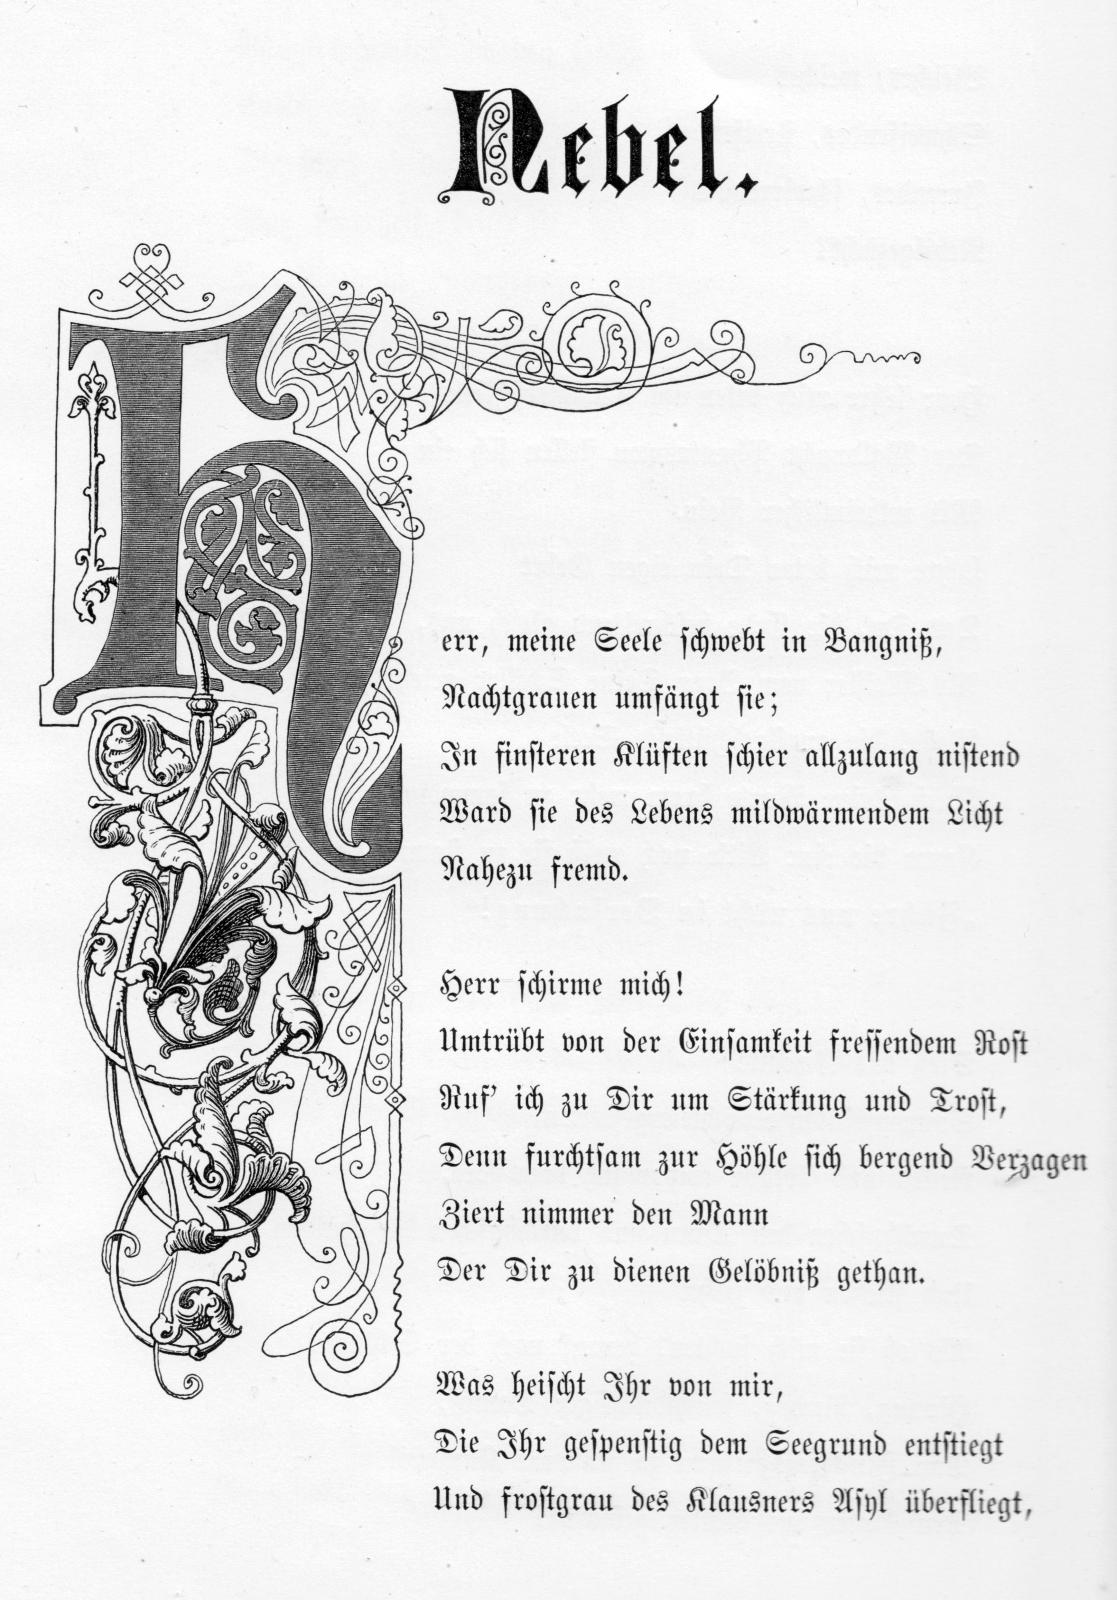 Nebel.
Herr, meine Seele schwebt in Bangniß,
Nachtgrauen umfängt sie;
In finsteren Klüften schier allzulang nistend
Ward sie des Lebens mildwärmendem Licht
Nahezu fremd.
Herr schirme mich!
Umtrübt von der Einsamkeit fressendem Rost
Ruf' ich zu Dir um Stärkung und Trost,
Denn furchtsam zur Höhle sich bergend Verzagen
Ziert nimmer den Mann
Der Dir zu dienen Gelöbniß gethan.
Was heischt Ihr von mir,
Die Ihr gespenstig dem Seegrund entstiegt
Und frostgrau des Klausners Asyl überfliegt,